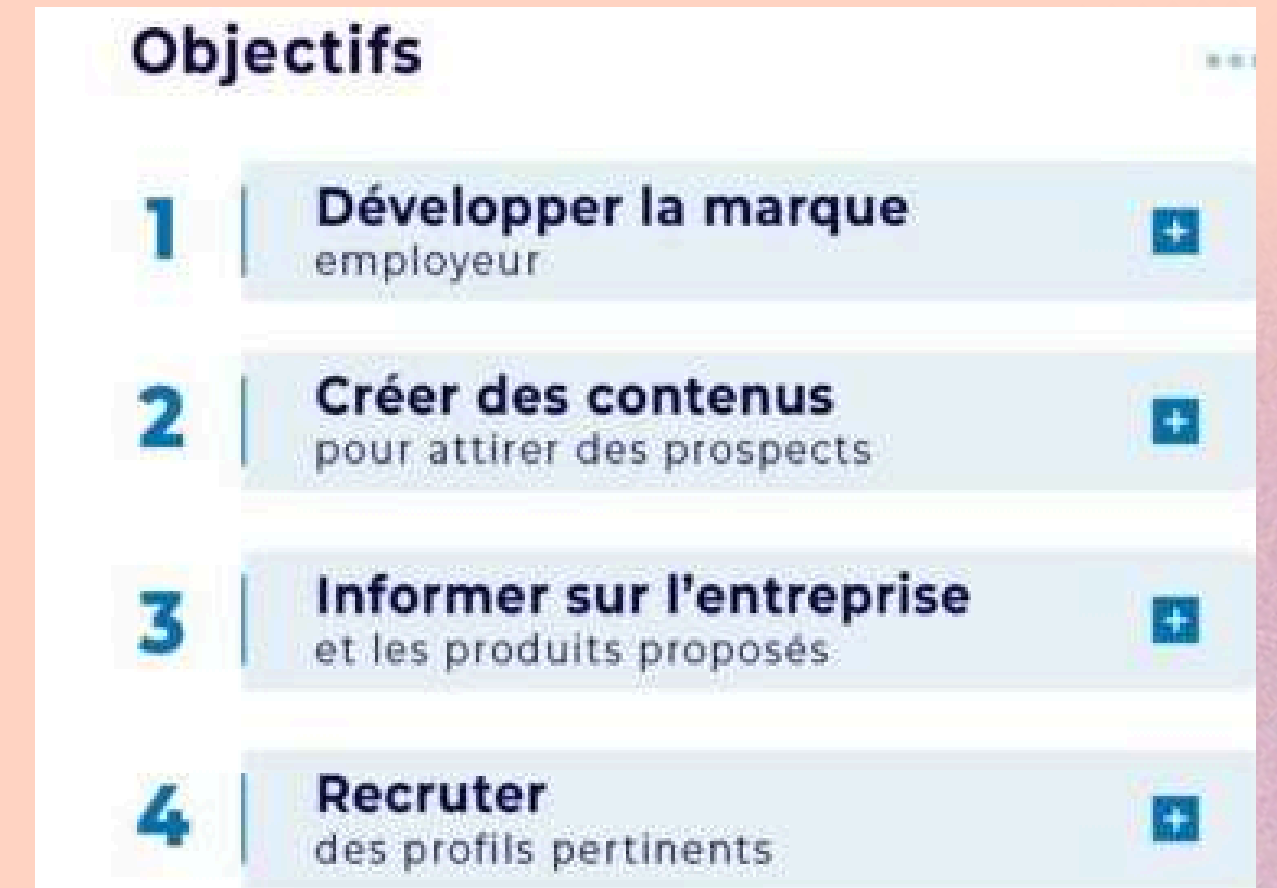 Objectifs
1
Développer la marque
employeur
2
Créer des contenus
pour attirer des prospects
3
Informer sur l'entreprise
et les produits proposés
4
Recruter
des profils pertinents